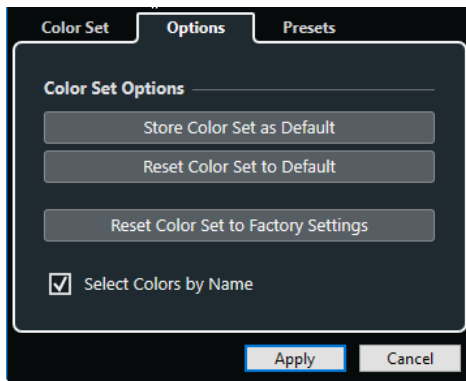 Color Set Options Presets
Color Set Options
Store Color Set as Default
Reset Color Set to Default
Reset Color Set to Factory Settings
Select Colors by Name
Apply Cancel